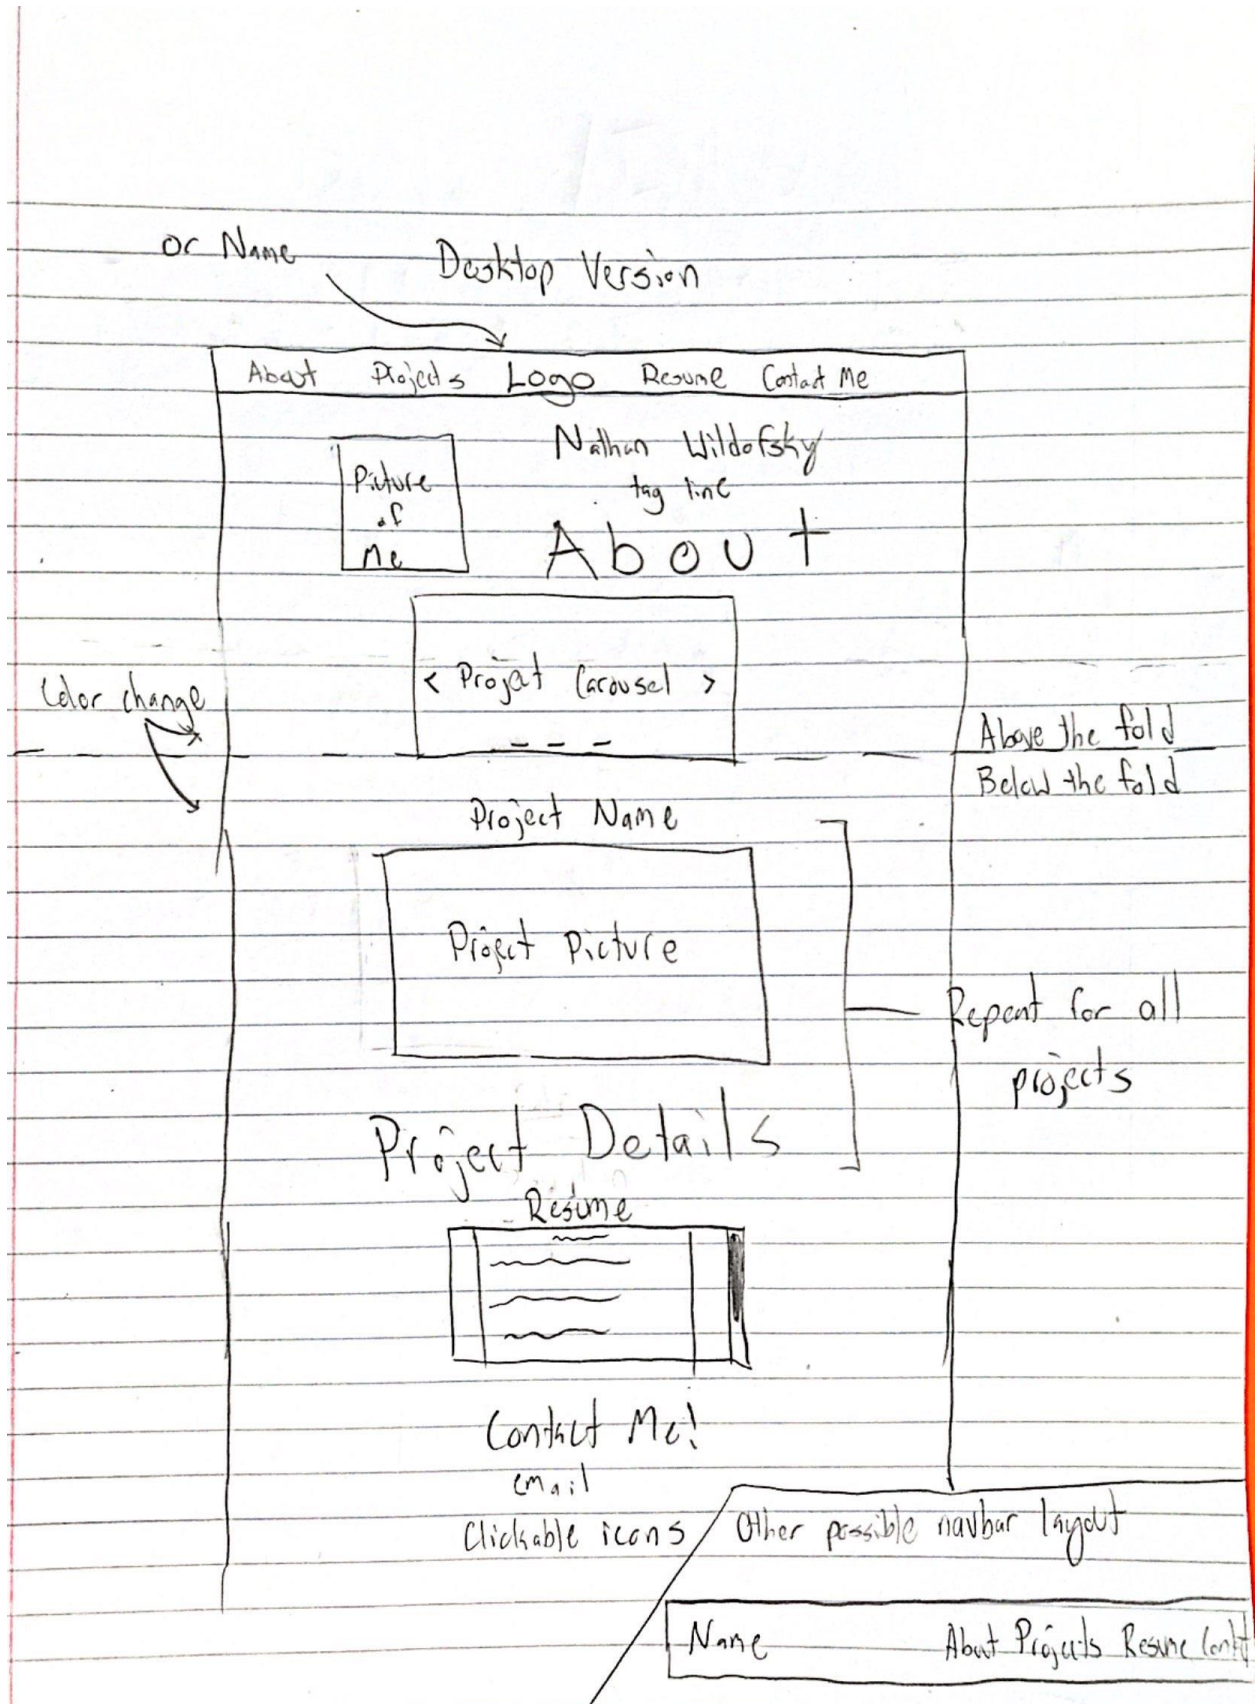 or Name
Desktop Version
About Projects Logo Resume Contact Me
Nathan Wildofsky
tag line
Picture
of
Me
About
< Project Carousel >
Color change
Above the fold
Below the fold
Project Name
Project Picture
Repeat for all
projects
Project Details
Resume
Contact Me!
email
Clickable icons
Other possible navbar layout
Name About Projects Resume Contact